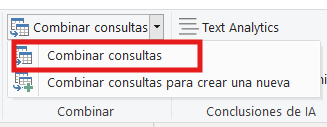 Combinar consultas
Text Analytics
Combinar consultas
Combinar consultas para crear una nueva
Combinar
Conclusiones de IA